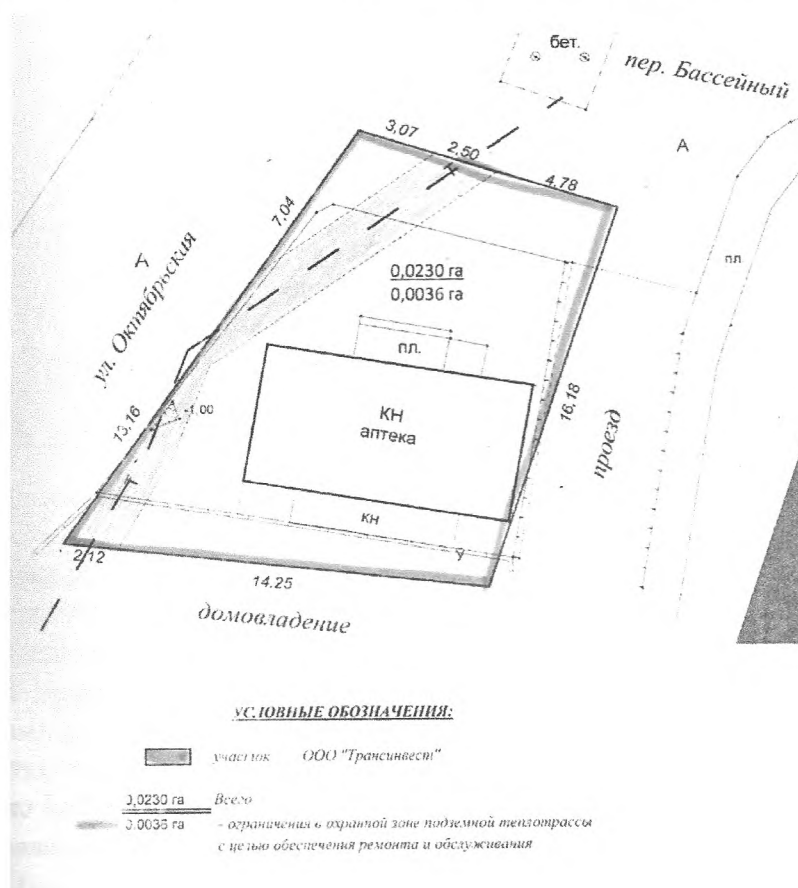 бет.
пер. Бассейный
3,07
2,50
4,78
А
7,04
А
ул. Октябрьская
0,0230 га
0,0036 га
пл
пл.
КН
аптека
16,18
проезд
13,16
-1,00
КН
У
2,12
14.25
домовладение
УСЛОВНЫЕ ОБОЗНАЧЕНИЯ:
участок ООО "Трансинвест"
0,0230 га Всего
0.0036 га - ограничения в охранной зоне подземной теплотрассы
с целью обеспечения ремонта и обслуживания